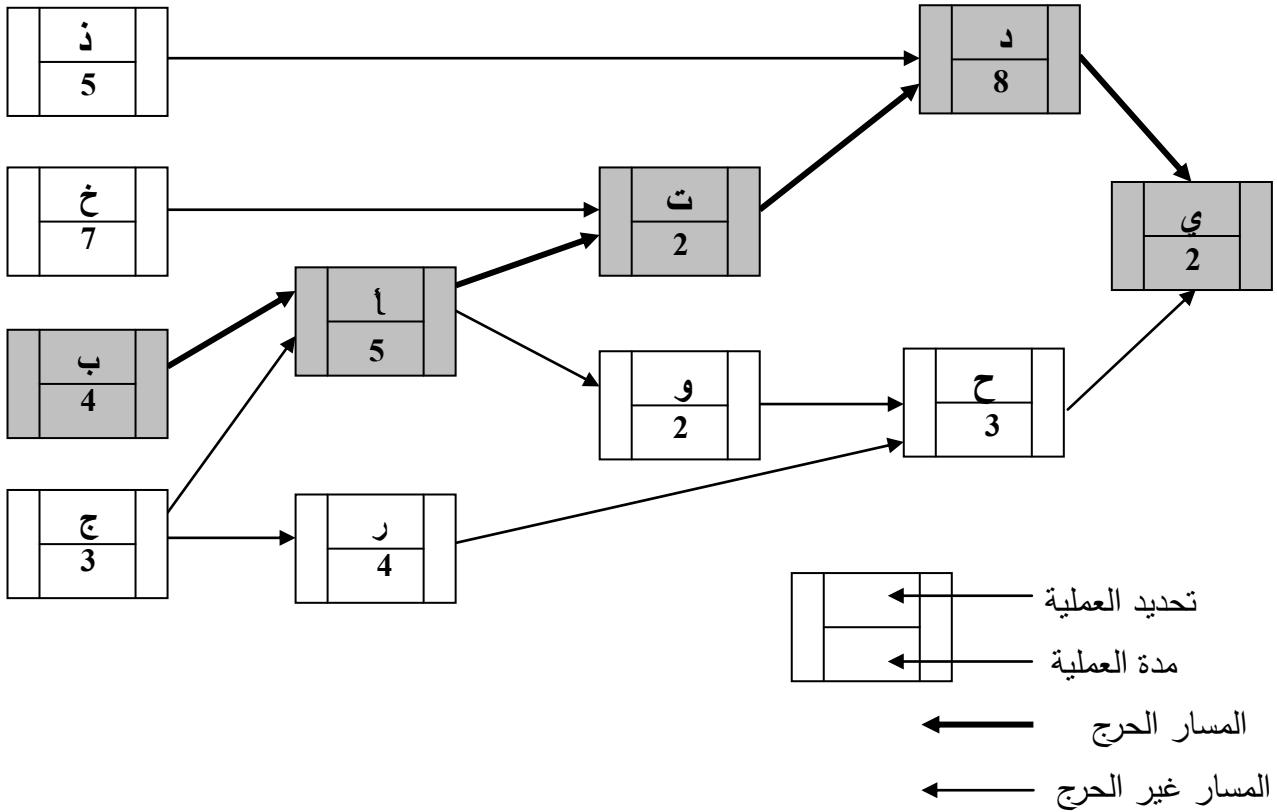 ذ
5
د
8
خ
7
ت
2
ي
2
أ
5
ب
4
و
2
ح
3
ج
3
ر
4
تحديد العملية
مدة العملية
المسار الحرج
المسار غير الحرج